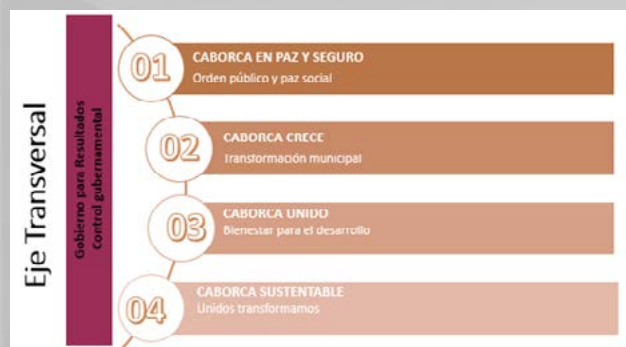 Eje Transversal
Gobierno para Resultados
Control gubernamental
01
CABORCA EN PAZ Y SEGURO
Orden público y paz social
02
CABORCA CRECE
Transformación municipal
03
CABORCA UNIDO
Bienestar para el desarrollo
04
CABORCA SUSTENTABLE
Unidos transformamos